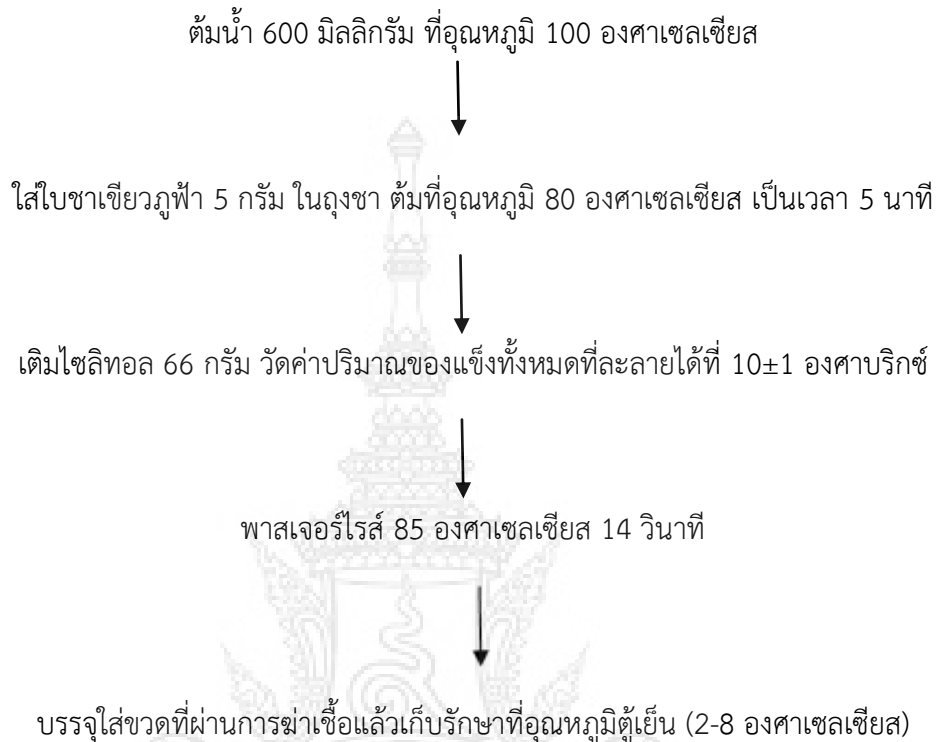 ต้มน้ำ 600 มิลลิกรัม ที่อุณหภูมิ 100 องศาเซลเซียส
ใส่ใบชาเขียวภูฟ้า 5 กรัม ในถุงชา ต้มที่อุณหภูมิ 80 องศาเซลเซียส เป็นเวลา 5 นาที
เติมไซลิทอล 66 กรัม วัดค่าปริมาณของแข็งทั้งหมดที่ละลายได้ที่ 10±1 องศาบริกซ์
พาสเจอร์ไรส์ 85 องศาเซลเซียส 14 วินาที
บรรจุใส่ขวดที่ผ่านการฆ่าเชื้อแล้วเก็บรักษาที่อุณหภูมิตู้เย็น (2-8 องศาเซลเซียส)